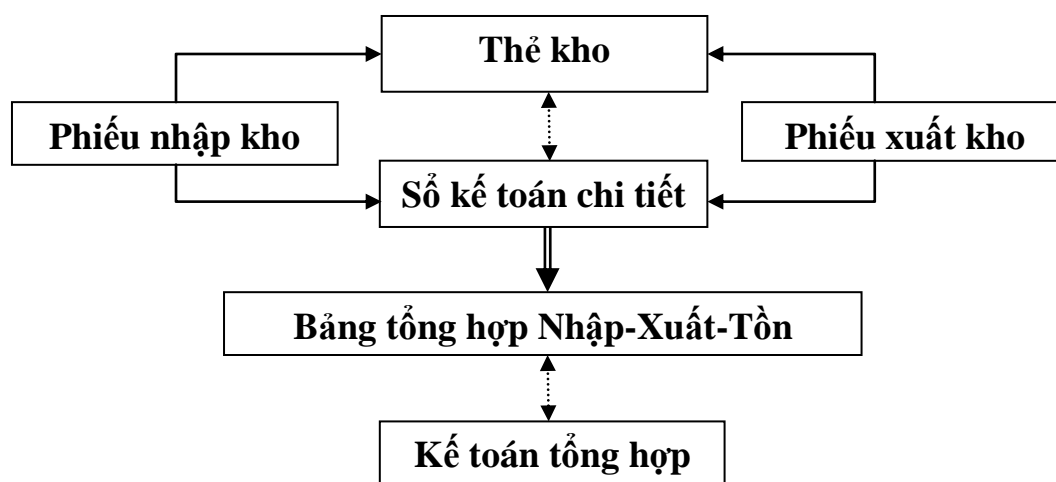 Thẻ kho
Phiếu nhập kho
Phiếu xuất kho
Sổ kế toán chi tiết
Bảng tổng hợp Nhập-Xuất-Tồn
Kế toán tổng hợp